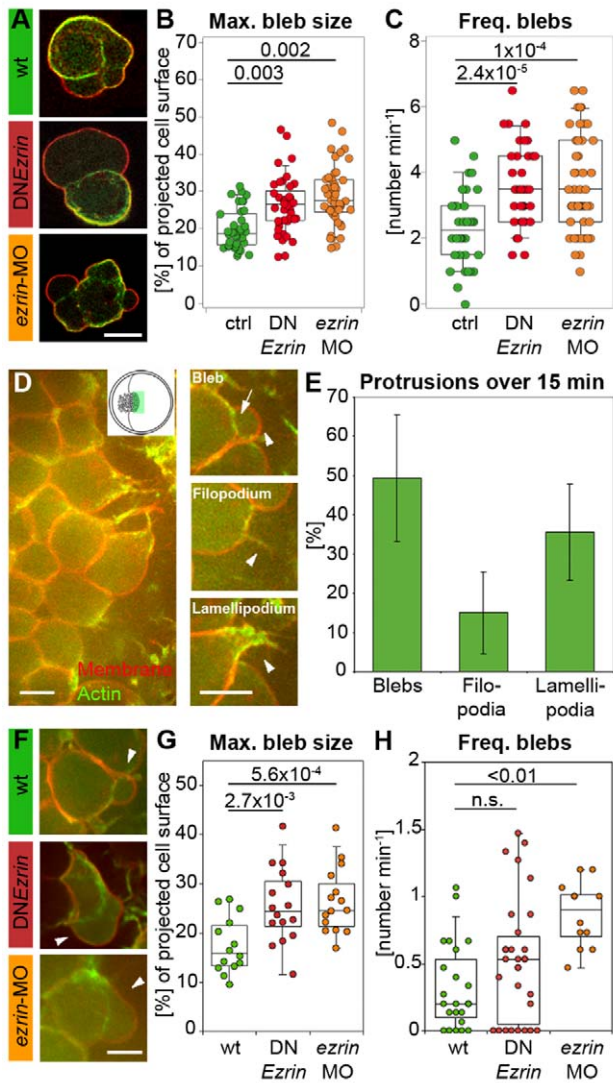 A
wt
DNEzrin
ezrin-MO
B
Max. bleb size
[%] of projected cell surface
70
60
50
40
30
20
10
0
0.002
0.003
ctrl
DN
Ezrin
ezrin
MO
C
Freq. blebs
[number min-1]
8
6
4
2
0
1x10-4
2.4x10-5
ctrl
DN
Ezrin
ezrin
MO
D
Membrane
Actin
Bleb
Filopodium
Lamellipodium
E
Protrusions over 15 min
[%]
70
60
50
40
30
20
10
0
Blebs
Filo-
podia
Lamelli-
podia
F
wt
DNEzrin
ezrin-MO
G
Max. bleb size
[%] of projected cell surface
50
40
30
20
10
0
5.6x10-4
2.7x10-3
wt
DN
Ezrin
ezrin
MO
H
Freq. blebs
[number min-1]
2
1.5
1
0.5
0
<0.01
n.s.
wt
DN
Ezrin
ezrin
MO